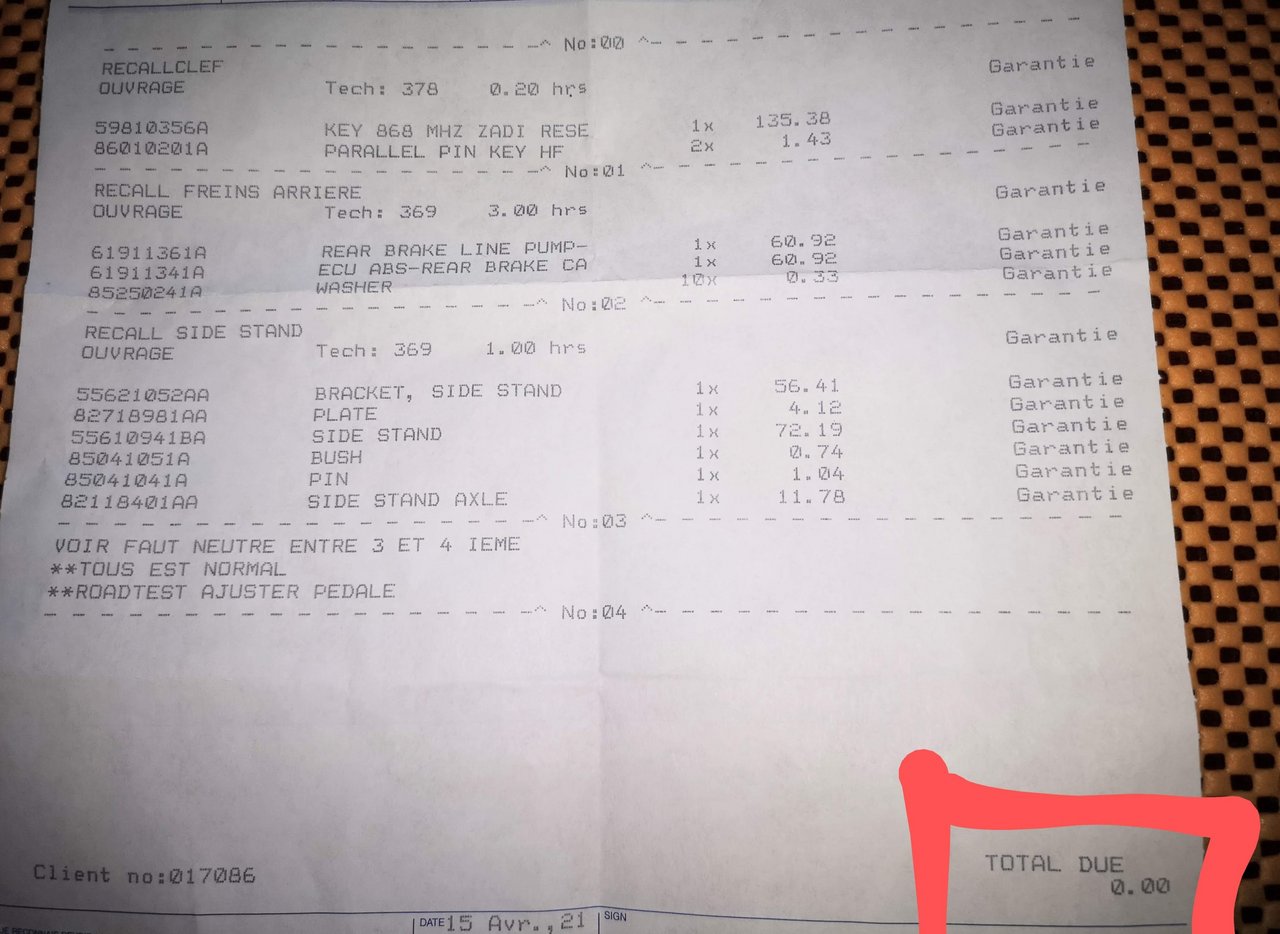 No:00
RECALLCLEF Garantie
OUVRAGE Tech: 378 0.20 hrs
59810356A KEY 868 MHZ ZADI RESE 1x 135.38 Garantie
86010201A PARALLEL PIN KEY HF 2x 1.43 Garantie
No:01
RECALL FREINS ARRIERE Garantie
OUVRAGE Tech: 369 3.00 hrs
61911361A REAR BRAKE LINE PUMP- 1x 60.92 Garantie
61911341A ECU ABS-REAR BRAKE CA 1x 60.92 Garantie
85250241A WASHER 10x 0.33 Garantie
No:02
RECALL SIDE STAND Garantie
OUVRAGE Tech: 369 1.00 hrs
55621052AA BRACKET, SIDE STAND 1x 56.41 Garantie
82718981AA PLATE 1x 4.12 Garantie
55610941BA SIDE STAND 1x 72.19 Garantie
85041051A BUSH 1x 0.74 Garantie
85041041A PIN 1x 1.04 Garantie
82118401AA SIDE STAND AXLE 1x 11.78 Garantie
No:03
VOIR FAUT NEUTRE ENTRE 3 ET 4 IEME
**TOUS EST NORMAL
**ROADTEST AJUSTER PEDALE
No:04
TOTAL DUE
Client no:017086 0.00
DATE 15 Avr.,21 SIGN